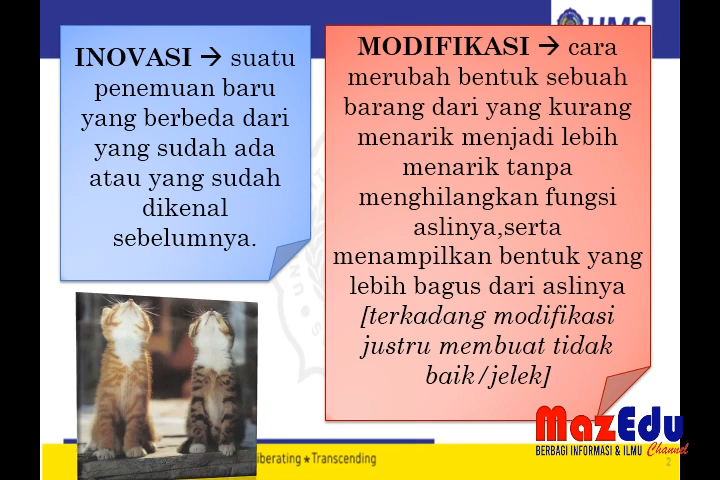 INOVASI → suatu
penemuan baru
yang berbeda dari
yang sudah ada
atau yang sudah
dikenal
sebelumnya.
MODIFIKASI → cara
merubah bentuk sebuah
barang dari yang kurang
menarik menjadi lebih
menarik tanpa
menghilangkan fungsi
aslinya,serta
menampilkan bentuk yang
lebih bagus dari aslinya
[terkadang modifikasi
justru membuat tidak
baik/jelek]
MazEdu
BERBAGI INFORMASI & ILMU Channel
iberating ★ Transcending
2